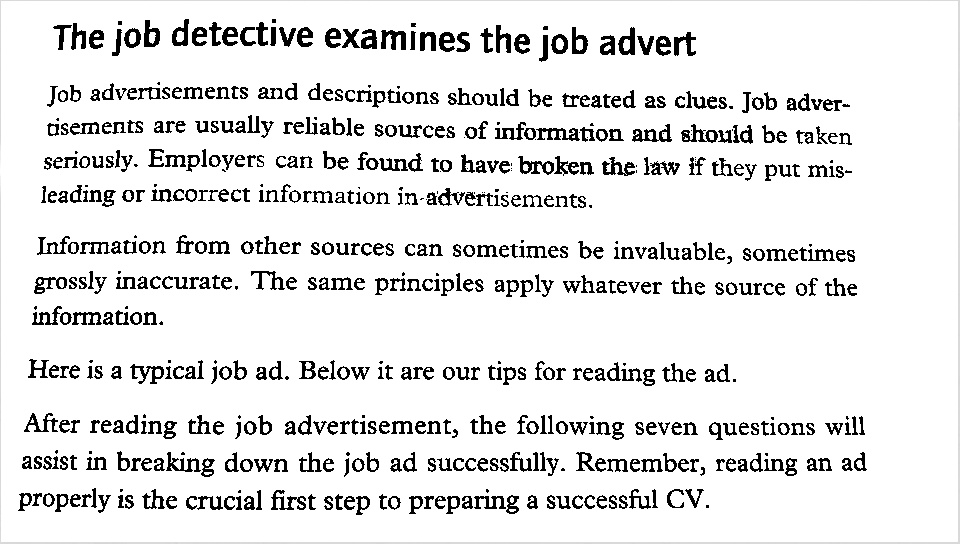 The job detective examines the job advert
Job advertisements and descriptions should be treated as clues. Job adver-
tisements are usually reliable sources of information and should be taken
seriously. Employers can be found to have broken the law if they put mis-
leading or incorrect information in advertisements.
Information from other sources can sometimes be invaluable, sometimes
grossly inaccurate. The same principles apply whatever the source of the
information.
Here is a typical job ad. Below it are our tips for reading the ad.
After reading the job advertisement, the following seven questions will
assist in breaking down the job ad successfully. Remember, reading an ad
properly is the crucial first step to preparing a successful CV.